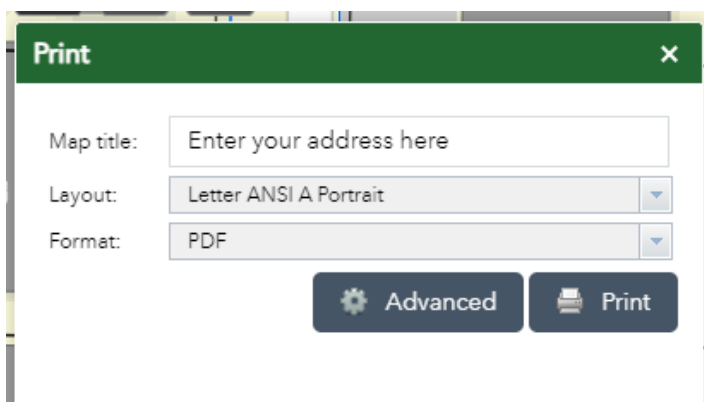 Print ×
Map title: Enter your address here
Layout: Letter ANSI A Portrait
Format: PDF
Advanced Print